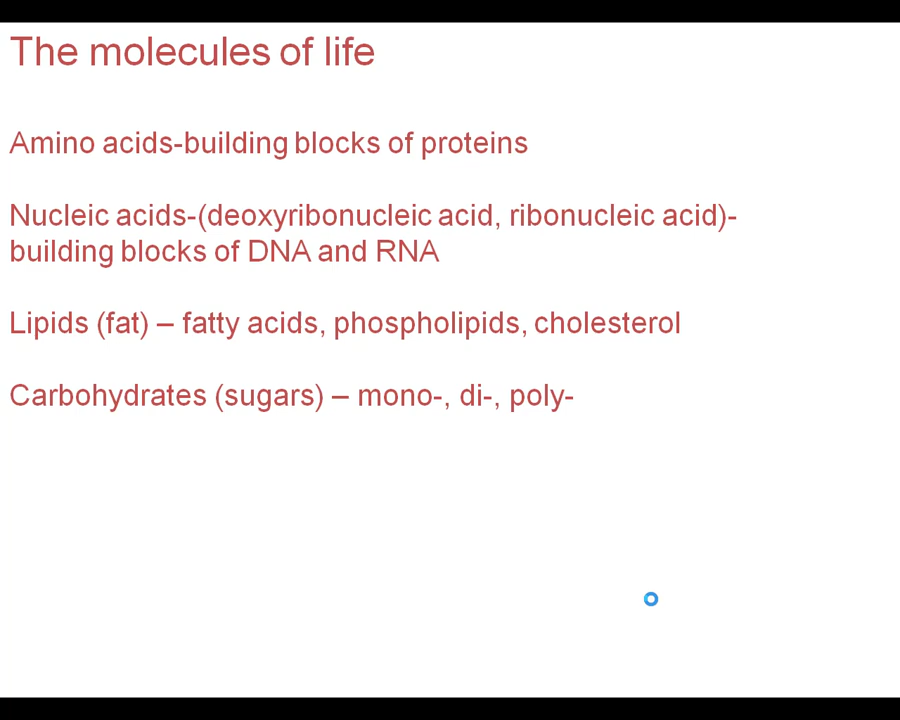 The molecules of life
Amino acids-building blocks of proteins
Nucleic acids-(deoxyribonucleic acid, ribonucleic acid)-
building blocks of DNA and RNA
Lipids (fat) – fatty acids, phospholipids, cholesterol
Carbohydrates (sugars) – mono-, di-, poly-